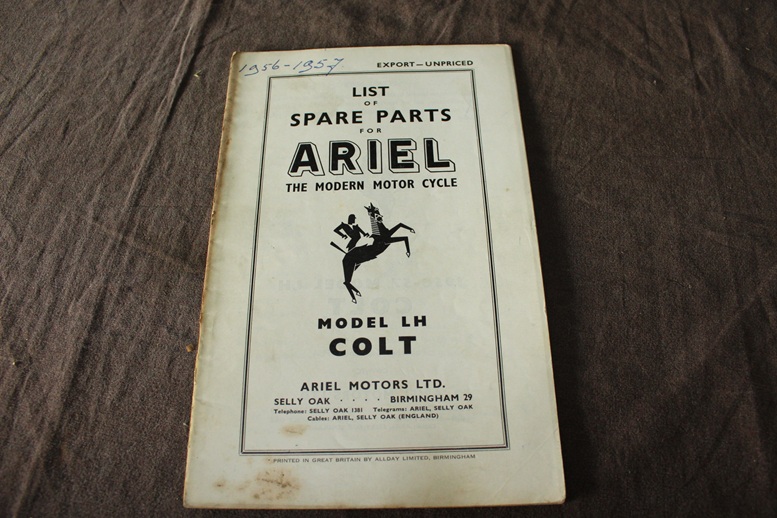 1956-1957
EXPORT—UNPRICED
LIST
OF
SPARE PARTS
FOR
ARIEL
THE MODERN MOTOR CYCLE
MODEL LH
COLT
ARIEL MOTORS LTD.
SELLY OAK · · · · BIRMINGHAM 29
Telephone: SELLY OAK 1381 Telegrams: ARIEL, SELLY OAK
Cables: ARIEL, SELLY OAK (ENGLAND)
PRINTED IN GREAT BRITAIN BY ALLDAY LIMITED, BIRMINGHAM